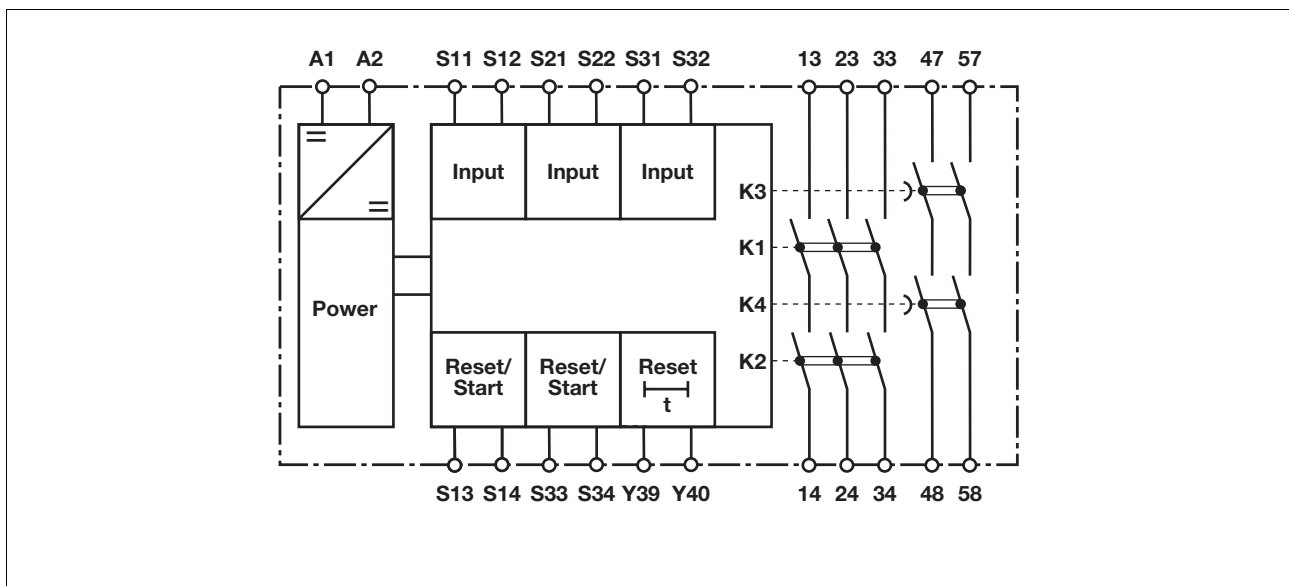 A1 A2 S11 S12 S21 S22 S31 S32 13 23 33 47 57
Input Input Input
K3
K1
K4
Power
K2
Reset/ Reset/ Reset
Start Start
t
S13 S14 S33 S34 Y39 Y40 14 24 34 48 58